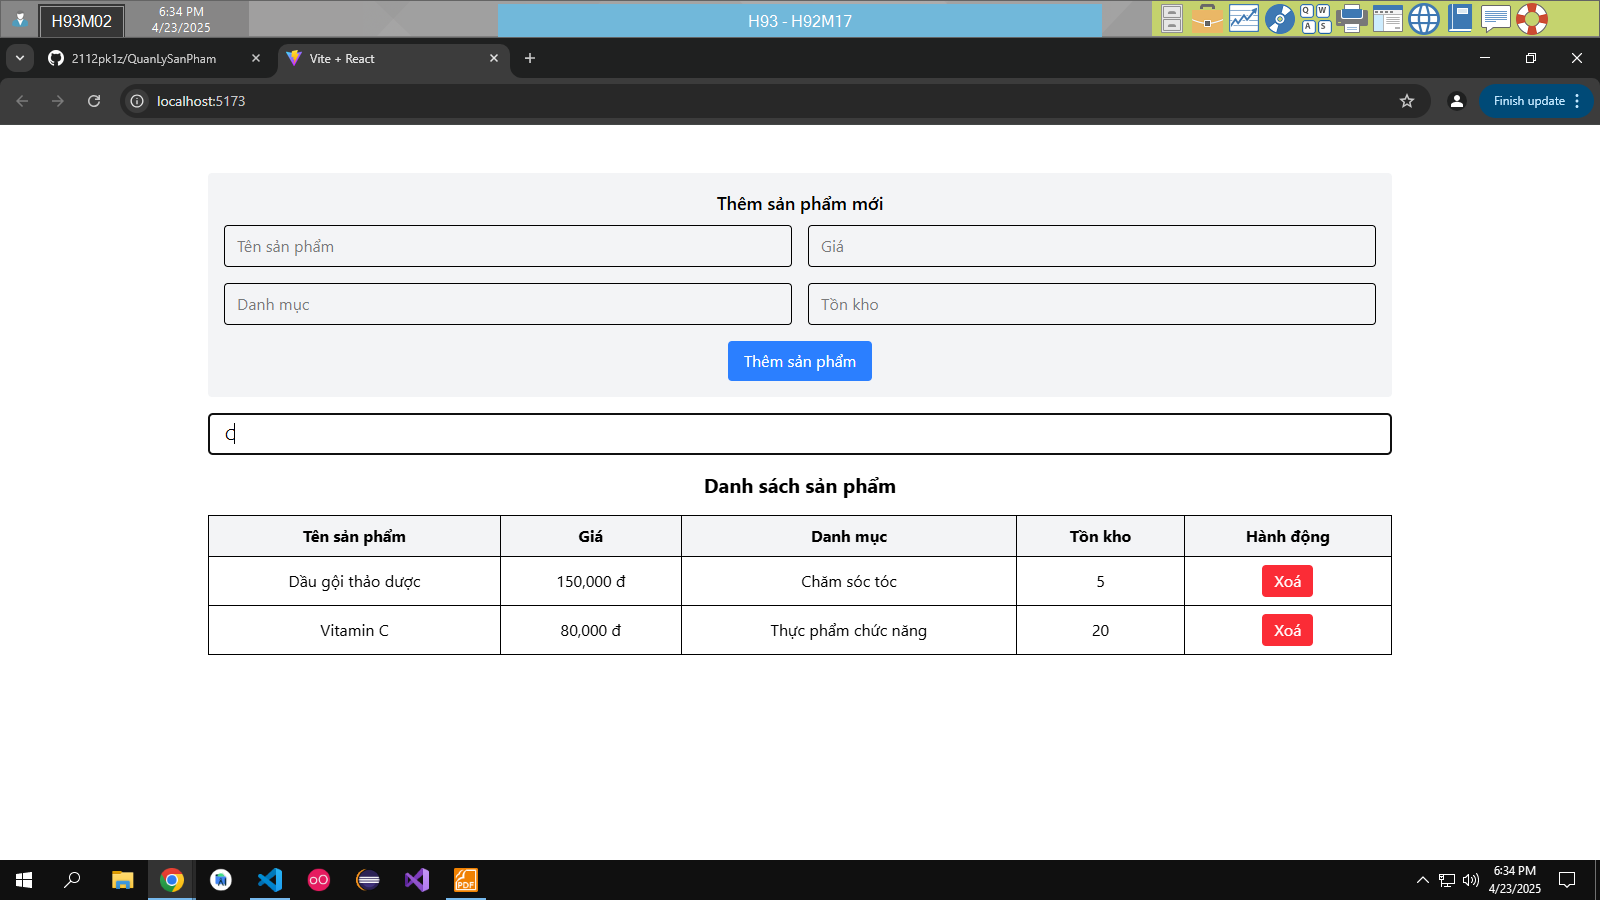 H93M02
6:34 PM
4/23/2025
H93 - H92M17
Q W
A S
2112pk1z/QuanLySanPham
Vite + React
localhost:5173
Finish update
Thêm sản phẩm mới
Tên sản phẩm
Giá
Danh mục
Tồn kho
Thêm sản phẩm
C
Danh sách sản phẩm
Tên sản phẩm Giá Danh mục Tồn kho Hành động
Dầu gội thảo dược 150,000 đ Chăm sóc tóc 5 Xoá
Vitamin C 80,000 đ Thực phẩm chức năng 20 Xoá
PDF
6:34 PM
4/23/2025